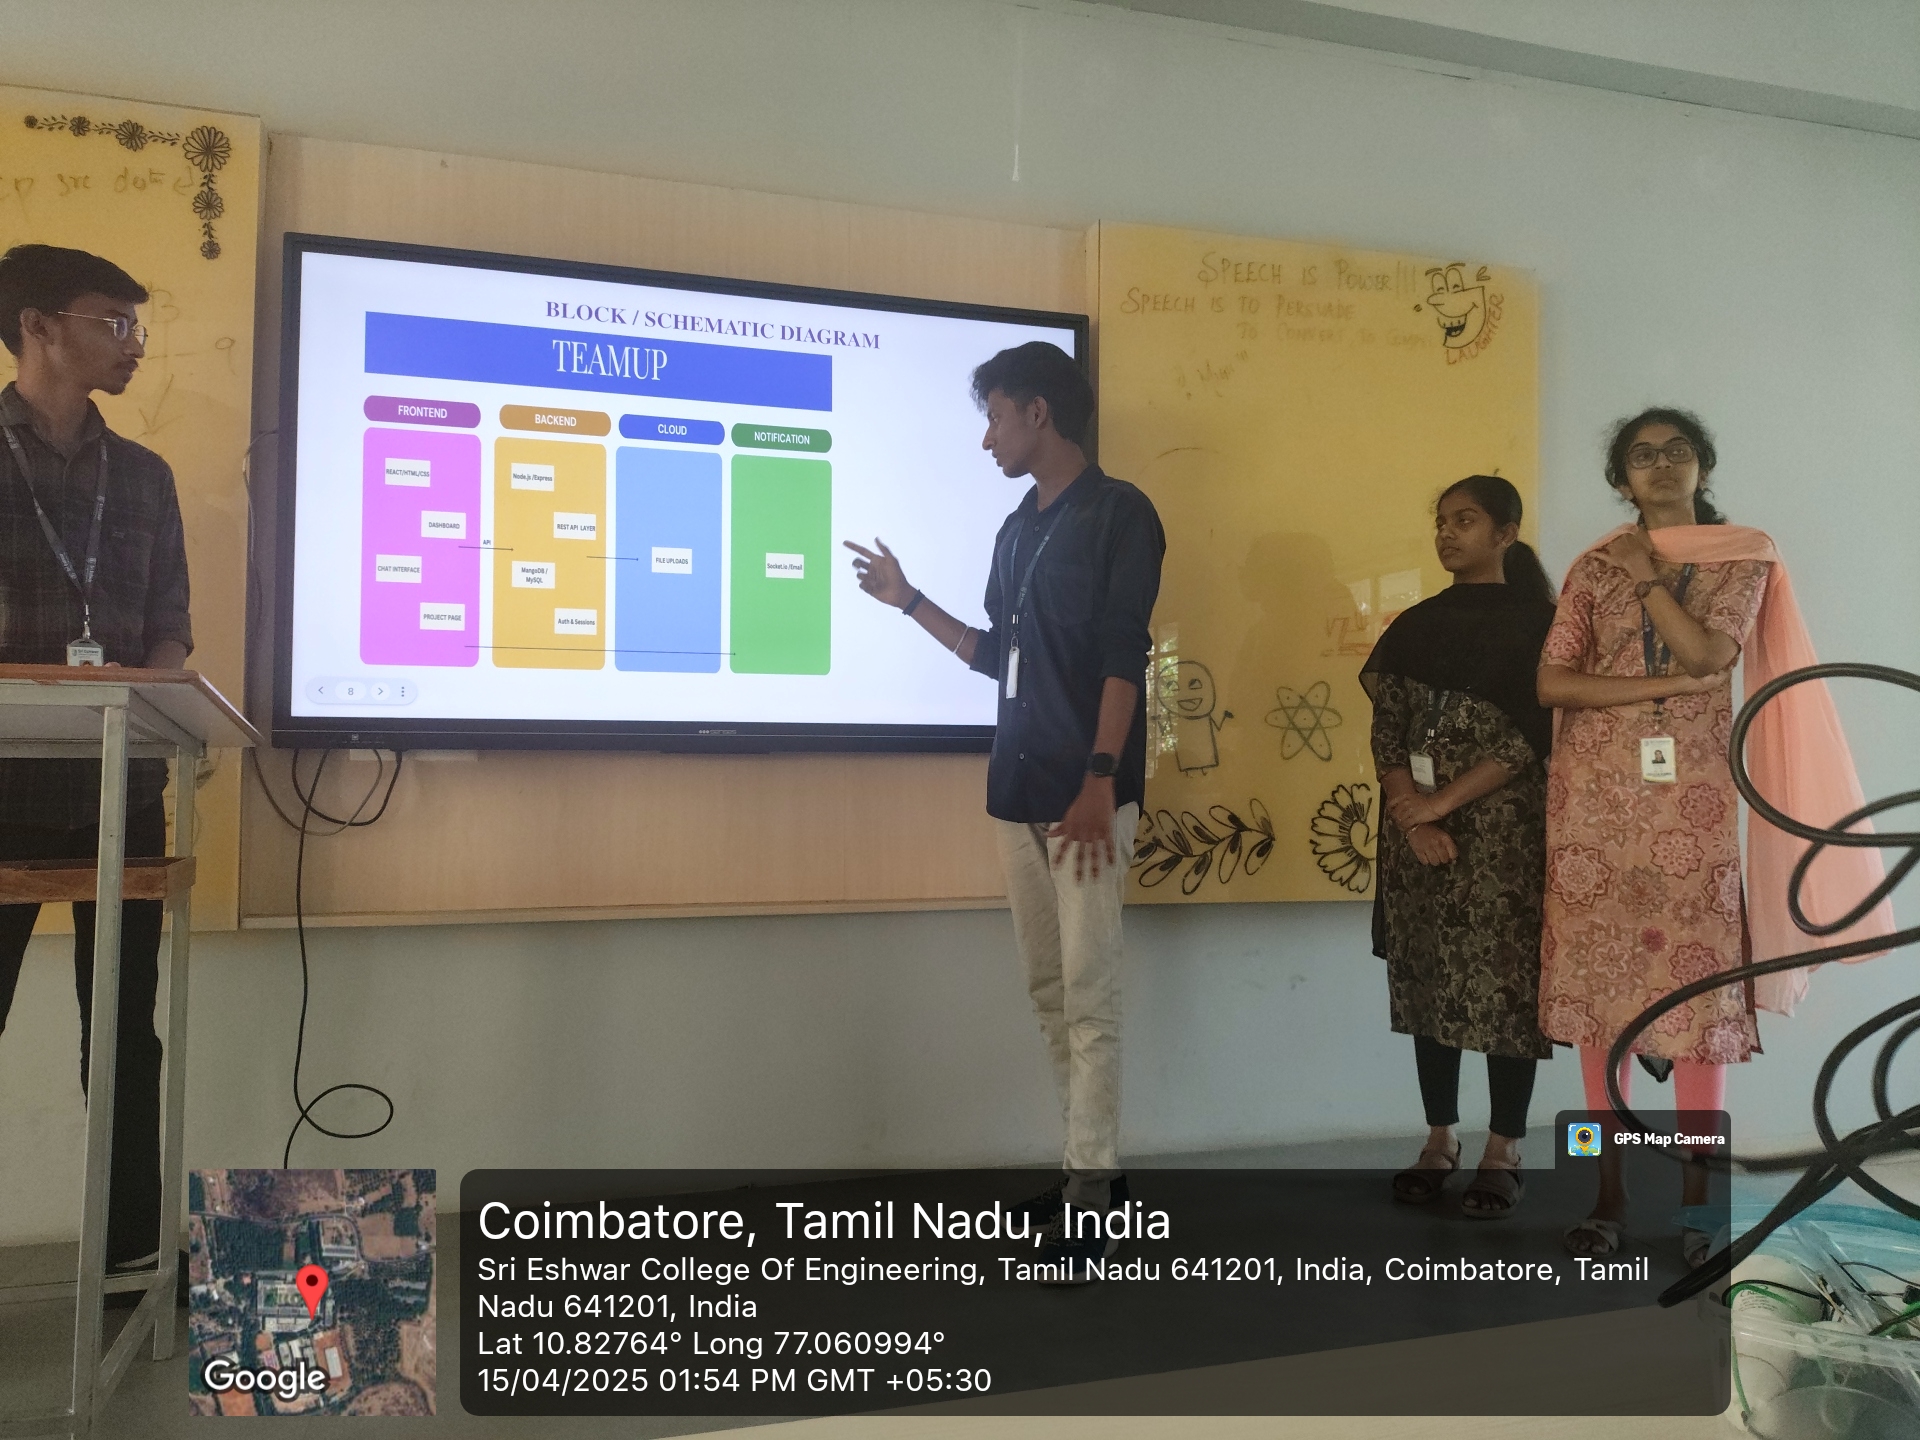 BLOCK / SCHEMATIC DIAGRAM
TEAMUP
FRONTEND
BACKEND
CLOUD
NOTIFICATION
REACT/HTML/CSS
DASHBOARD
CHAT INTERFACE
PROJECT PAGE
API
Node.js /Express
REST API LAYER
MangoDB /
MySQL
Auth & Sessions
FILE UPLOADS
Socket.io /Email
8
SPEECH IS POWER!!!
SPEECH IS TO PERSUADE
TO CONVERT TO
LAUGHTER
GPS Map Camera
Google
Coimbatore, Tamil Nadu, India
Sri Eshwar College Of Engineering, Tamil Nadu 641201, India, Coimbatore, Tamil
Nadu 641201, India
Lat 10.82764° Long 77.060994°
15/04/2025 01:54 PM GMT +05:30